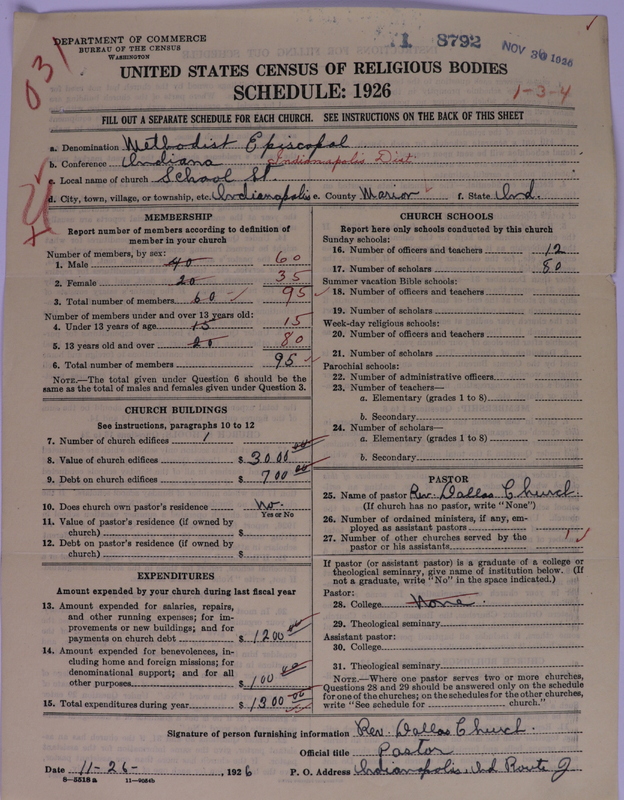 DEPARTMENT OF COMMERCE
BUREAU OF THE CENSUS
WASHINGTON
71 8792
NOV 30 1926
031
UNITED STATES CENSUS OF RELIGIOUS BODIES
SCHEDULE: 1926
1-3-4
FILL OUT A SEPARATE SCHEDULE FOR EACH CHURCH. SEE INSTRUCTIONS ON THE BACK OF THIS SHEET
a. Denomination Methodist Episcopal
b. Conference Indiana Indianapolis Dist.
c. Local name of church School St.
d. City, town, village, or township, etc. Indianapolis e. County Marion f. State Ind.
MEMBERSHIP
Report number of members according to definition of
member in your church
Number of members, by sex:
1. Male 40 60
2. Female 20 35
3. Total number of members 60 95
Number of members under and over 13 years old:
4. Under 13 years of age 15 15
5. 13 years old and over 20 80
6. Total number of members 95
NOTE.—The total given under Question 6 should be the
same as the total of males and females given under Question 3.
CHURCH BUILDINGS
See instructions, paragraphs 10 to 12
7. Number of church edifices 1
8. Value of church edifices $ 3000 00
9. Debt on church edifices $ 700 00
10. Does church own pastor's residence No.
Yes or No
11. Value of pastor's residence (if owned by
church) $
12. Debt on pastor's residence (if owned by
church) $
EXPENDITURES
Amount expended by your church during last fiscal year
13. Amount expended for salaries, repairs,
and other running expenses; for im-
provements or new buildings; and for
payments on church debt $ 1200 00
14. Amount expended for benevolences, in-
cluding home and foreign missions; for
denominational support; and for all
other purposes $ 100 00
15. Total expenditures during year $ 1300 00
CHURCH SCHOOLS
Report here only schools conducted by this church
Sunday schools:
16. Number of officers and teachers 12
17. Number of scholars 80
Summer vacation Bible schools:
18. Number of officers and teachers
19. Number of scholars
Week-day religious schools:
20. Number of officers and teachers
21. Number of scholars
Parochial schools:
22. Number of administrative officers
23. Number of teachers—
a. Elementary (grades 1 to 8)
b. Secondary
24. Number of scholars—
a. Elementary (grades 1 to 8)
b. Secondary
PASTOR
25. Name of pastor Rev. Dallas Church.
(If church has no pastor, write "None")
26. Number of ordained ministers, if any, em-
ployed as assistant pastors
27. Number of other churches served by the
pastor or his assistants 1
If pastor (or assistant pastor) is a graduate of a college or
theological seminary, give name of institution below. (If
not a graduate, write "No" in the space indicated.)
Pastor:
28. College None.
29. Theological seminary
Assistant pastor:
30. College
31. Theological seminary
NOTE.—Where one pastor serves two or more churches,
Questions 28 and 29 should be answered only on the schedule
for one of the churches; on the schedules for the other churches,
write "See schedule for church."
Signature of person furnishing information Rev. Dallas Church.
Official title Pastor
Date 11-26-, 1926 P. O. Address Indianapolis, Ind Route J
8-5518 a 11-9054b